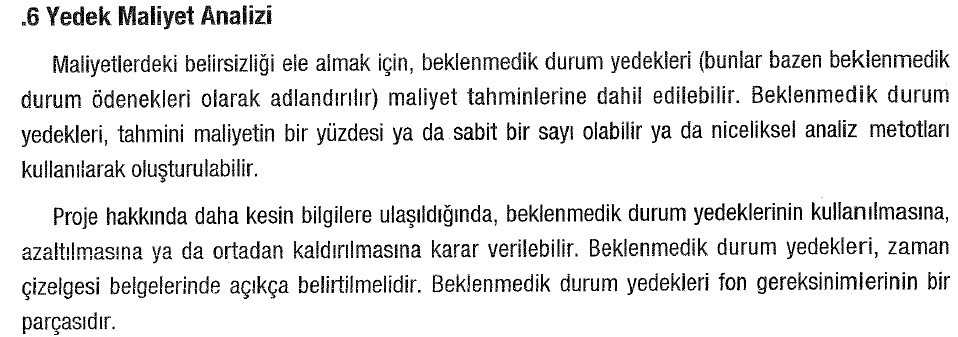 .6 Yedek Maliyet Analizi
Maliyetlerdeki belirsizliği ele almak için, beklenmedik durum yedekleri (bunlar bazen beklenmedik
durum ödenekleri olarak adlandırılır) maliyet tahminlerine dahil edilebilir. Beklenmedik durum
yedekleri, tahmini maliyetin bir yüzdesi ya da sabit bir sayı olabilir ya da niceliksel analiz metotları
kullanılarak oluşturulabilir.
Proje hakkında daha kesin bilgilere ulaşıldığında, beklenmedik durum yedeklerinin kullanılmasına,
azaltılmasına ya da ortadan kaldırılmasına karar verilebilir. Beklenmedik durum yedekleri, zaman
çizelgesi belgelerinde açıkça belirtilmelidir. Beklenmedik durum yedekleri fon gereksinimlerinin bir
parçasıdır.